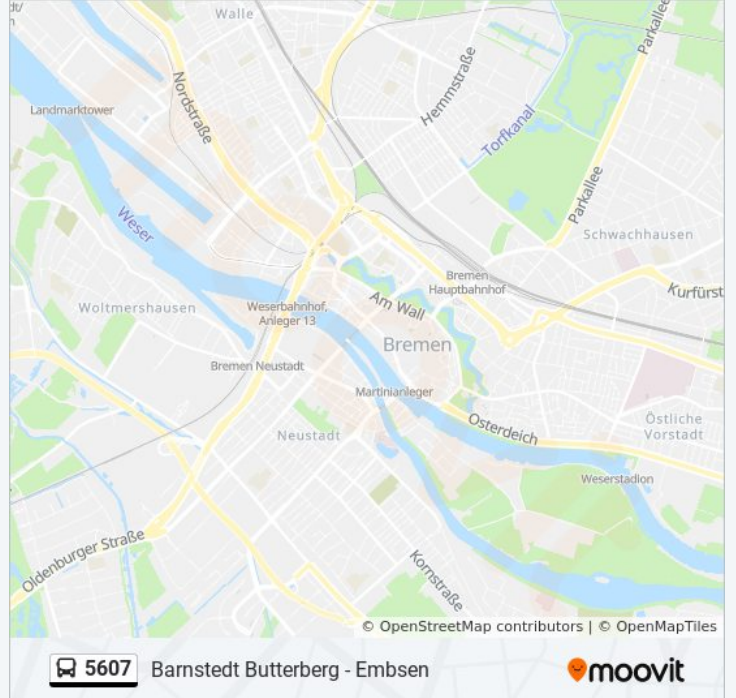 dt/
Walle
Parkallee
Nordstraße
Hemmstraße
Landmarktower
Torfkanal
Parkallee
Weser
Schwachhausen
Bremen
Hauptbahnhof
Kurfürst
Woltmershausen
Weserbahnhof,
Anleger 13
Am Wall
Bremen
Bremen Neustadt
Martinianleger
Neustadt
Osterdeich
Östliche
Vorstadt
Weserstadion
Oldenburger Straße
Kornstraße
© OpenStreetMap contributors | © OpenMapTiles
5607 Barnstedt Butterberg - Embsen
moovit